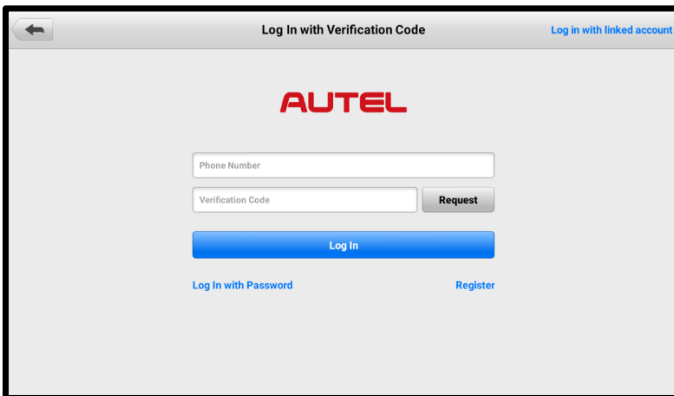 Log In with Verification Code
Log in with linked account
AUTEL
Phone Number
Verification Code
Request
Log In
Log In with Password
Register